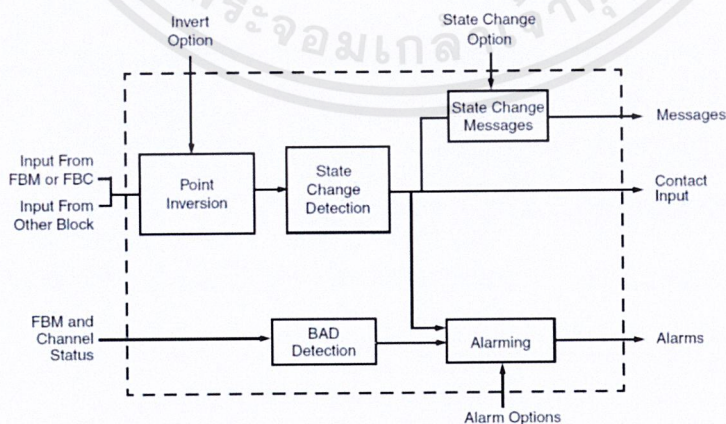 Invert
Option
State Change
Option
State Change
Messages
Messages
Input From
FBM or FBC
Input From
Other Block
Point
Inversion
State
Change
Detection
Contact
Input
FBM and
Channel
Status
BAD
Detection
Alarming
Alarms
Alarm Options